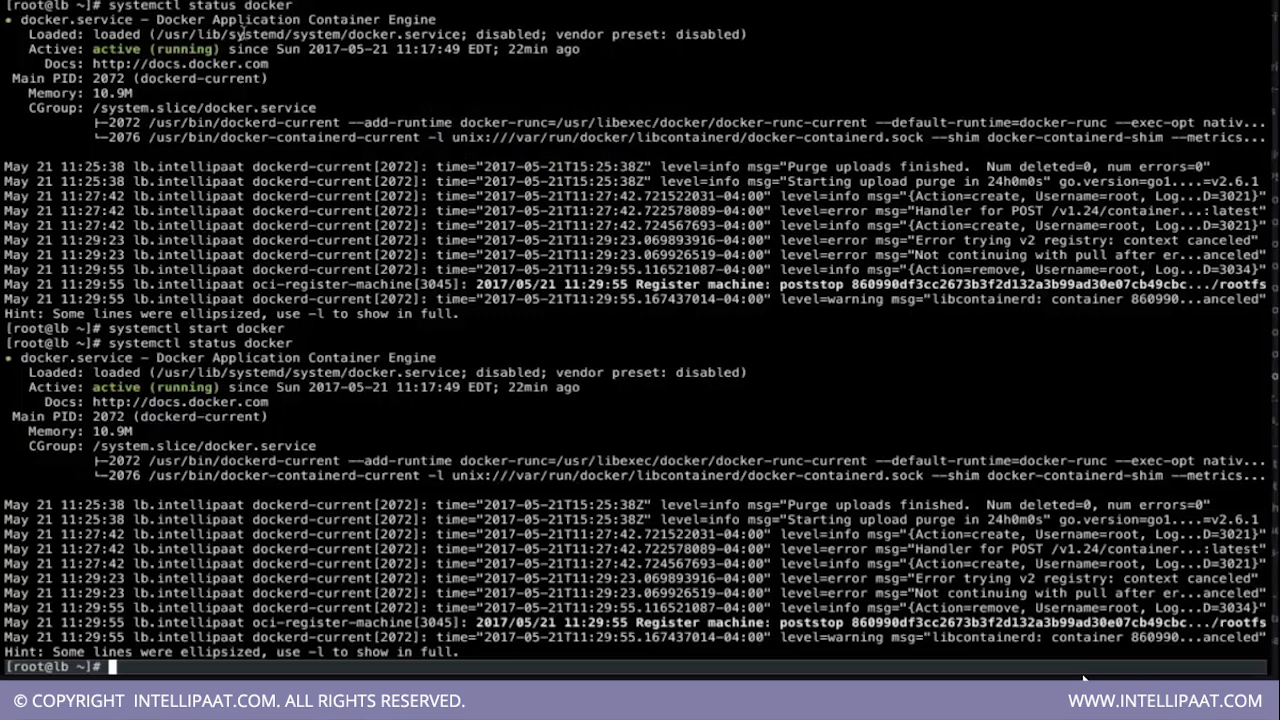 [root@lb ~]# systemctl status docker
● docker.service – Docker Application Container Engine
Loaded: loaded (/usr/lib/systemd/system/docker.service; disabled; vendor preset: disabled)
Active: active (running) since Sun 2017-05-21 11:17:49 EDT; 22min ago
Docs: http://docs.docker.com
Main PID: 2072 (dockerd-current)
Memory: 10.9M
CGroup: /system.slice/docker.service
├─2072 /usr/bin/dockerd-current --add-runtime docker-runc=/usr/libexec/docker/docker-runc-current --default-runtime=docker-runc --exec-opt nativ...
└─2076 /usr/bin/docker-containerd-current -l unix:///var/run/docker/libcontainerd/docker-containerd.sock --shim docker-containerd-shim --metrics...
May 21 11:25:38 lb.intellipaat dockerd-current[2072]: time="2017-05-21T15:25:38Z" level=info msg="Purge uploads finished.  Num deleted=0, num errors=0"
May 21 11:25:38 lb.intellipaat dockerd-current[2072]: time="2017-05-21T15:25:38Z" level=info msg="Starting upload purge in 24h0m0s" go.version=go1....=v2.6.1
May 21 11:27:42 lb.intellipaat dockerd-current[2072]: time="2017-05-21T11:27:42.721522031-04:00" level=info msg="{Action=create, Username=root, Log...D=3021}"
May 21 11:27:42 lb.intellipaat dockerd-current[2072]: time="2017-05-21T11:27:42.722578089-04:00" level=error msg="Handler for POST /v1.24/container...:latest"
May 21 11:27:42 lb.intellipaat dockerd-current[2072]: time="2017-05-21T11:27:42.724567693-04:00" level=info msg="{Action=create, Username=root, Log...D=3021}"
May 21 11:29:23 lb.intellipaat dockerd-current[2072]: time="2017-05-21T11:29:23.069893916-04:00" level=error msg="Error trying v2 registry: context canceled"
May 21 11:29:23 lb.intellipaat dockerd-current[2072]: time="2017-05-21T11:29:23.069926519-04:00" level=error msg="Not continuing with pull after er...anceled"
May 21 11:29:55 lb.intellipaat dockerd-current[2072]: time="2017-05-21T11:29:55.116521087-04:00" level=info msg="{Action=remove, Username=root, Log...D=3034}"
May 21 11:29:55 lb.intellipaat oci-register-machine[3045]: 2017/05/21 11:29:55 Register machine: poststop 860990df3cc2673b3f2d132a3b99ad30e07cb49cbc.../rootfs
May 21 11:29:55 lb.intellipaat dockerd-current[2072]: time="2017-05-21T11:29:55.167437014-04:00" level=warning msg="libcontainerd: container 860990...anceled"
Hint: Some lines were ellipsized, use -l to show in full.
[root@lb ~]# systemctl start docker
[root@lb ~]# systemctl status docker
● docker.service – Docker Application Container Engine
Loaded: loaded (/usr/lib/systemd/system/docker.service; disabled; vendor preset: disabled)
Active: active (running) since Sun 2017-05-21 11:17:49 EDT; 22min ago
Docs: http://docs.docker.com
Main PID: 2072 (dockerd-current)
Memory: 10.9M
CGroup: /system.slice/docker.service
├─2072 /usr/bin/dockerd-current --add-runtime docker-runc=/usr/libexec/docker/docker-runc-current --default-runtime=docker-runc --exec-opt nativ...
└─2076 /usr/bin/docker-containerd-current -l unix:///var/run/docker/libcontainerd/docker-containerd.sock --shim docker-containerd-shim --metrics...
May 21 11:25:38 lb.intellipaat dockerd-current[2072]: time="2017-05-21T15:25:38Z" level=info msg="Purge uploads finished.  Num deleted=0, num errors=0"
May 21 11:25:38 lb.intellipaat dockerd-current[2072]: time="2017-05-21T15:25:38Z" level=info msg="Starting upload purge in 24h0m0s" go.version=go1....=v2.6.1
May 21 11:27:42 lb.intellipaat dockerd-current[2072]: time="2017-05-21T11:27:42.721522031-04:00" level=info msg="{Action=create, Username=root, Log...D=3021}"
May 21 11:27:42 lb.intellipaat dockerd-current[2072]: time="2017-05-21T11:27:42.722578089-04:00" level=error msg="Handler for POST /v1.24/container...:latest"
May 21 11:27:42 lb.intellipaat dockerd-current[2072]: time="2017-05-21T11:27:42.724567693-04:00" level=info msg="{Action=create, Username=root, Log...D=3021}"
May 21 11:29:23 lb.intellipaat dockerd-current[2072]: time="2017-05-21T11:29:23.069893916-04:00" level=error msg="Error trying v2 registry: context canceled"
May 21 11:29:23 lb.intellipaat dockerd-current[2072]: time="2017-05-21T11:29:23.069926519-04:00" level=error msg="Not continuing with pull after er...anceled"
May 21 11:29:55 lb.intellipaat dockerd-current[2072]: time="2017-05-21T11:29:55.116521087-04:00" level=info msg="{Action=remove, Username=root, Log...D=3034}"
May 21 11:29:55 lb.intellipaat oci-register-machine[3045]: 2017/05/21 11:29:55 Register machine: poststop 860990df3cc2673b3f2d132a3b99ad30e07cb49cbc.../rootfs
May 21 11:29:55 lb.intellipaat dockerd-current[2072]: time="2017-05-21T11:29:55.167437014-04:00" level=warning msg="libcontainerd: container 860990...anceled"
Hint: Some lines were ellipsized, use -l to show in full.
[root@lb ~]#
© COPYRIGHT INTELLIPAAT.COM. ALL RIGHTS RESERVED.
WWW.INTELLIPAAT.COM